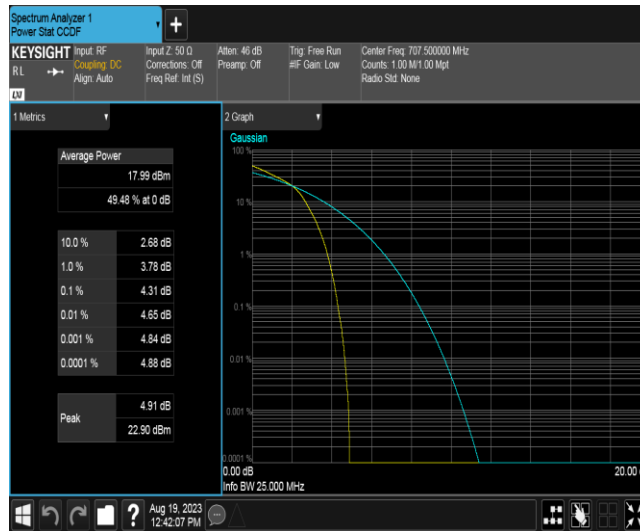 Spectrum Analyzer 1
Power Stat CCDF
+
KEYSIGHT
R L
LXI
Input: RF
Coupling: DC
Align: Auto
Input Z: 50 Ω
Corrections: Off
Freq Ref: Int (S)
Atten: 46 dB
Preamp: Off
Trig: Free Run
#IF Gain: Low
Center Freq: 707.500000 MHz
Counts: 1.00 M/1.00 Mpt
Radio Std: None
1 Metrics
Average Power
17.99 dBm
49.48 % at 0 dB
10.0 % 2.68 dB
1.0 % 3.78 dB
0.1 % 4.31 dB
0.01 % 4.65 dB
0.001 % 4.84 dB
0.0001 % 4.88 dB
Peak 4.91 dB
22.90 dBm
2 Graph
Gaussian
100 %
10 %
1 %
0.1 %
0.01 %
0.001 %
0.0001 %
0.00 dB
20.00
Info BW 25.000 MHz
?
Aug 19, 2023
12:42:07 PM